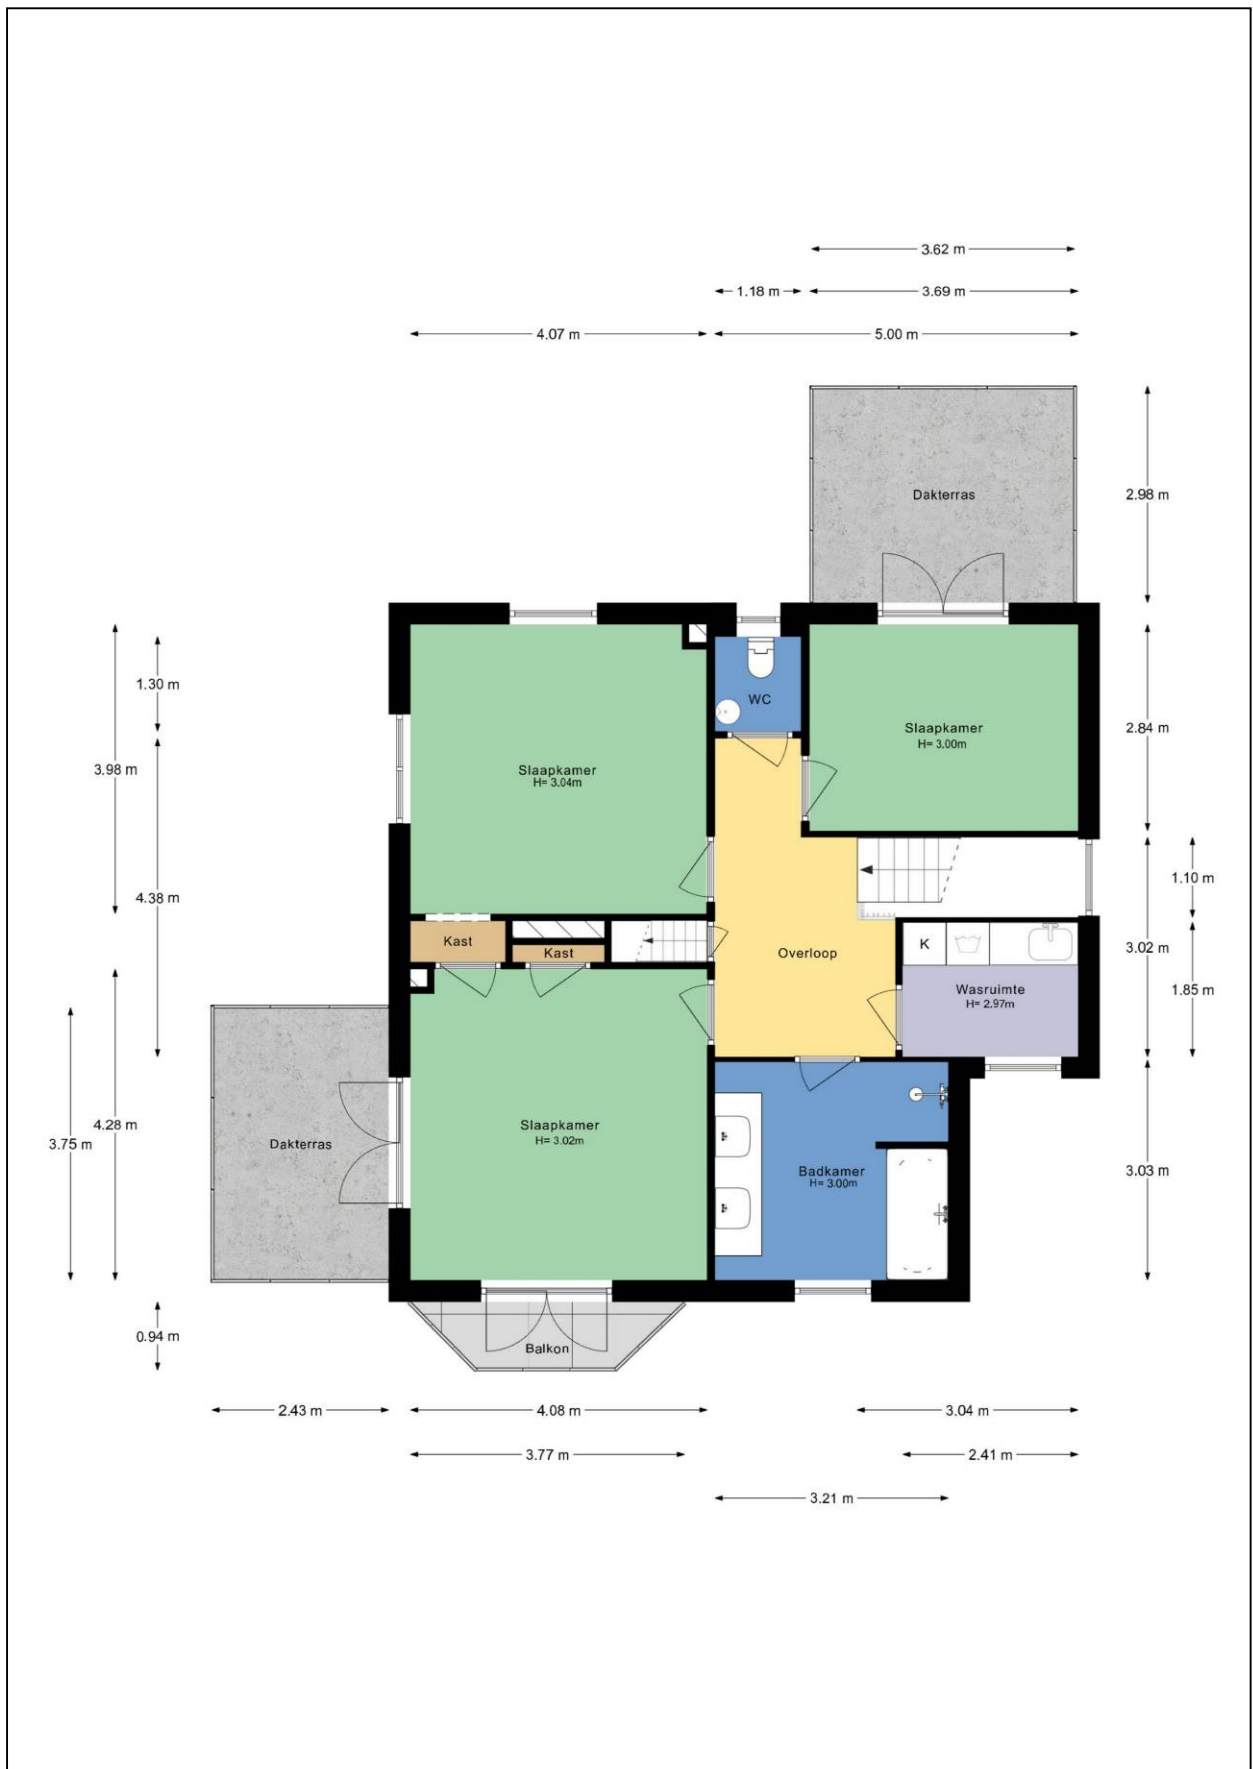 3.62 m
1.18 m
3.69 m
4.07 m
5.00 m
Dakterras
2.98 m
1.30 m
WC
Slaapkamer
H= 3.00m
2.84 m
3.98 m
Slaapkamer
H= 3.04m
4.38 m
1.10 m
Kast
Kast
Overloop
K
3.02 m
Wasruimte
H= 2.97m
1.85 m
3.75 m
4.28 m
Dakterras
Slaapkamer
H= 3.02m
Badkamer
H= 3.00m
3.03 m
0.94 m
Balkon
2.43 m
4.08 m
3.04 m
3.77 m
2.41 m
3.21 m